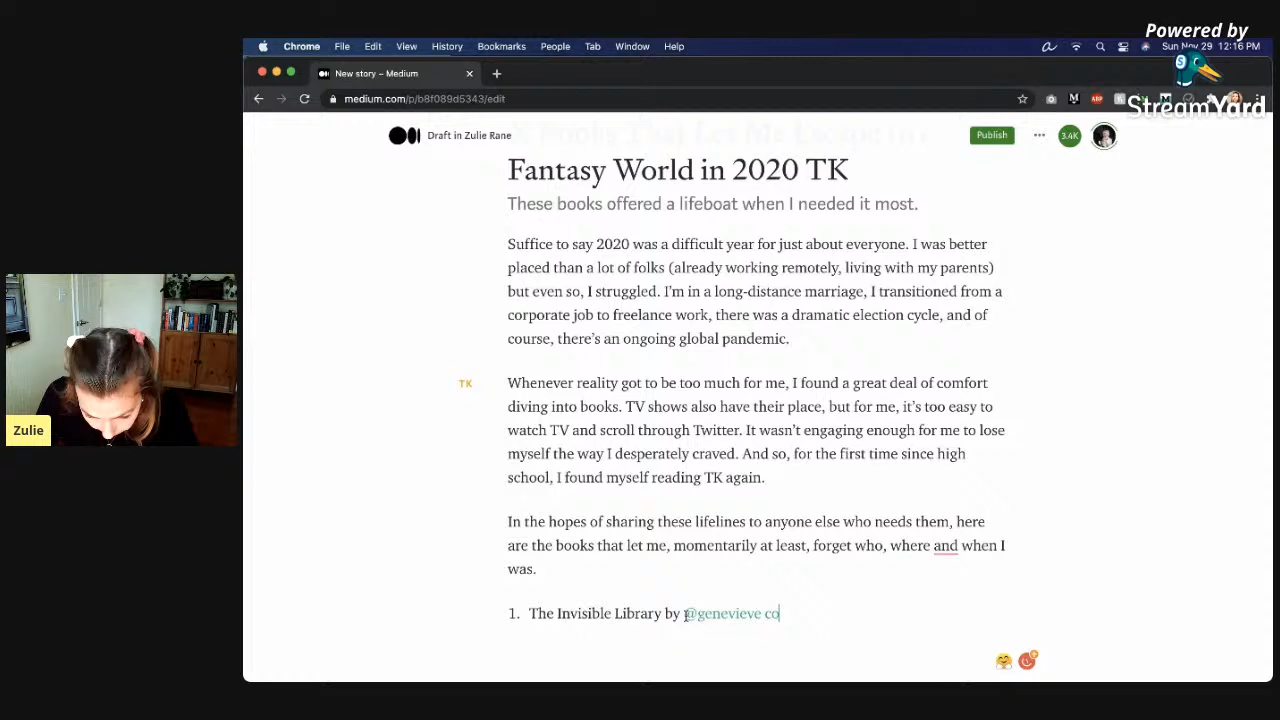 Powered by
StreamYard
Chrome File Edit View History Bookmarks People Tab Window Help
Sun Nov 29 12:16 PM
New story – Medium
medium.com/p/b8f089d5343/edit
Draft in Zulie Rane
Publish
3.4K
Fantasy World in 2020 TK
These books offered a lifeboat when I needed it most.
Suffice to say 2020 was a difficult year for just about everyone. I was better
placed than a lot of folks (already working remotely, living with my parents)
but even so, I struggled. I'm in a long-distance marriage, I transitioned from a
corporate job to freelance work, there was a dramatic election cycle, and of
course, there's an ongoing global pandemic.
TK
Whenever reality got to be too much for me, I found a great deal of comfort
diving into books. TV shows also have their place, but for me, it's too easy to
watch TV and scroll through Twitter. It wasn't engaging enough for me to lose
myself the way I desperately craved. And so, for the first time since high
school, I found myself reading TK again.
In the hopes of sharing these lifelines to anyone else who needs them, here
are the books that let me, momentarily at least, forget who, where and when I
was.
1. The Invisible Library by @genevieve co
Zulie